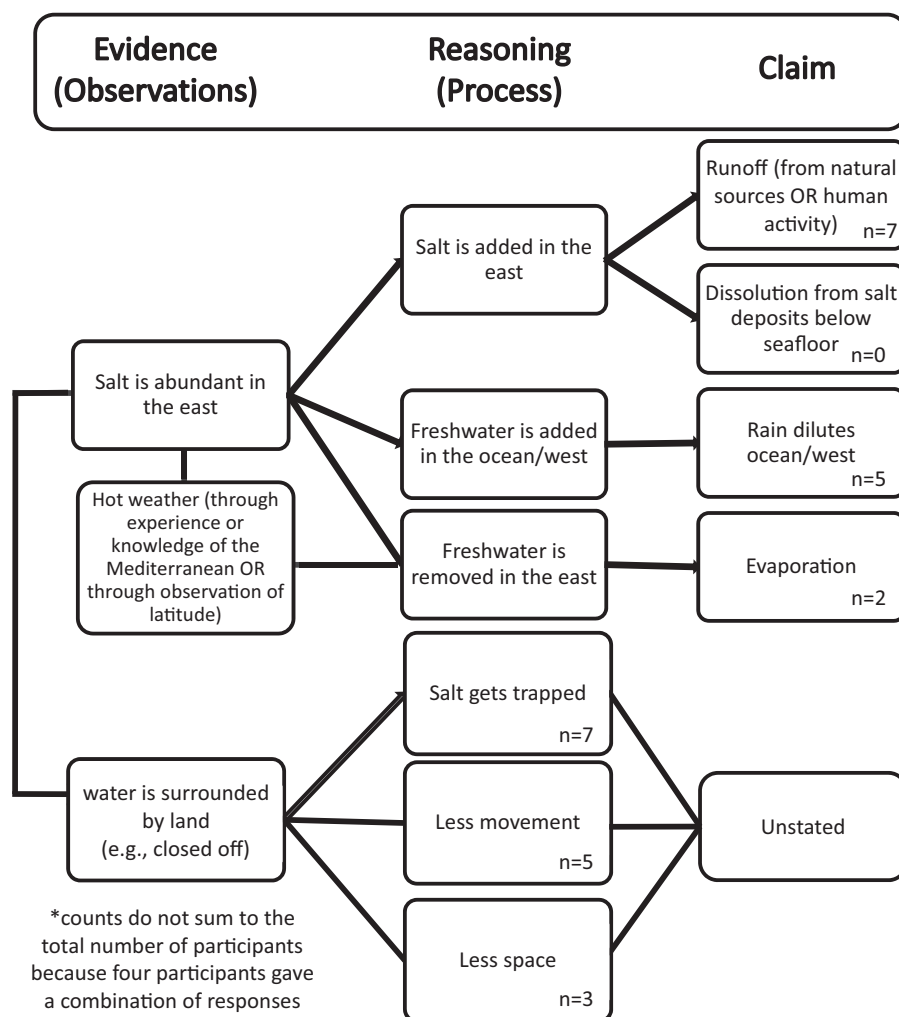 Evidence
(Observations)
Reasoning
(Process)
Claim
Runoff (from natural
sources OR human
activity)
n=7
Salt is added in the
east
Dissolution from salt
deposits below
seafloor
n=0
Salt is abundant in
the east
Freshwater is added
in the ocean/west
Rain dilutes
ocean/west
n=5
Hot weather (through
experience or
knowledge of the
Mediterranean OR
through observation of
latitude)
Freshwater is
removed in the east
Evaporation
n=2
Salt gets trapped
n=7
water is surrounded
by land
(e.g., closed off)
Less movement
n=5
Unstated
Less space
n=3
*counts do not sum to the
total number of participants
because four participants gave
a combination of responses